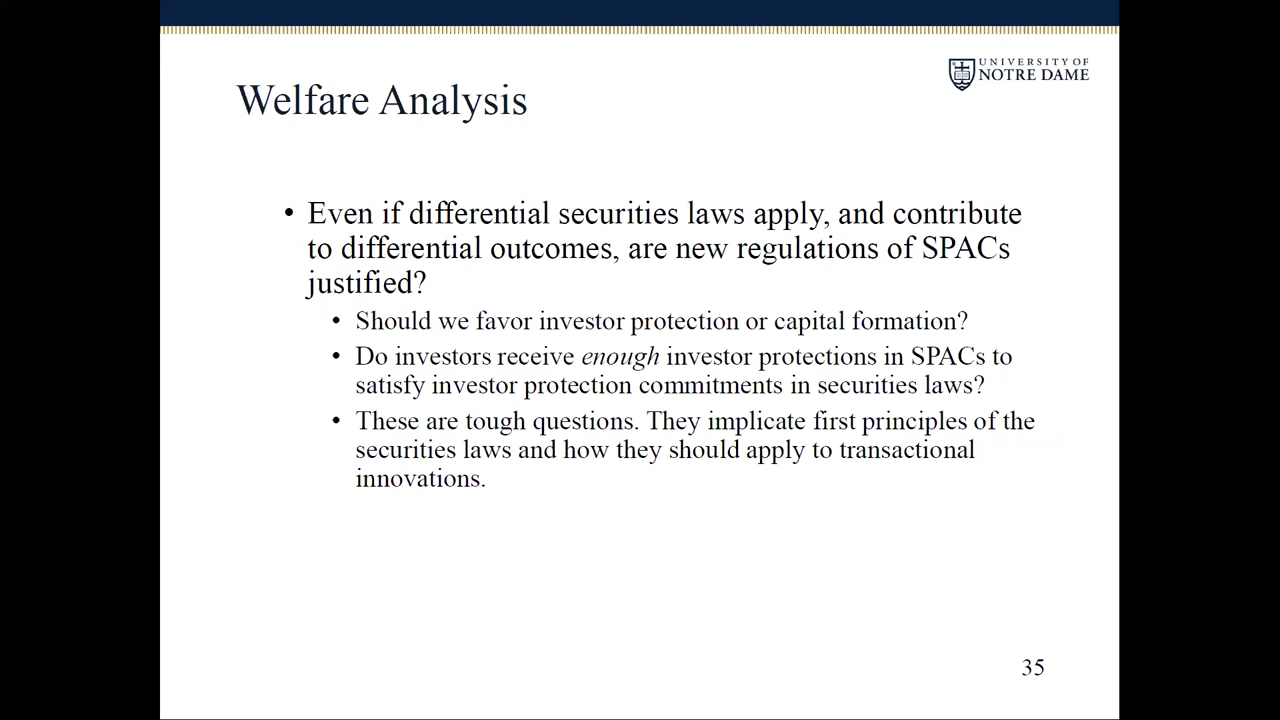 UNIVERSITY OF
NOTRE DAME
Welfare Analysis
• Even if differential securities laws apply, and contribute
to differential outcomes, are new regulations of SPACs
justified?
• Should we favor investor protection or capital formation?
• Do investors receive enough investor protections in SPACs to
satisfy investor protection commitments in securities laws?
• These are tough questions. They implicate first principles of the
securities laws and how they should apply to transactional
innovations.
35